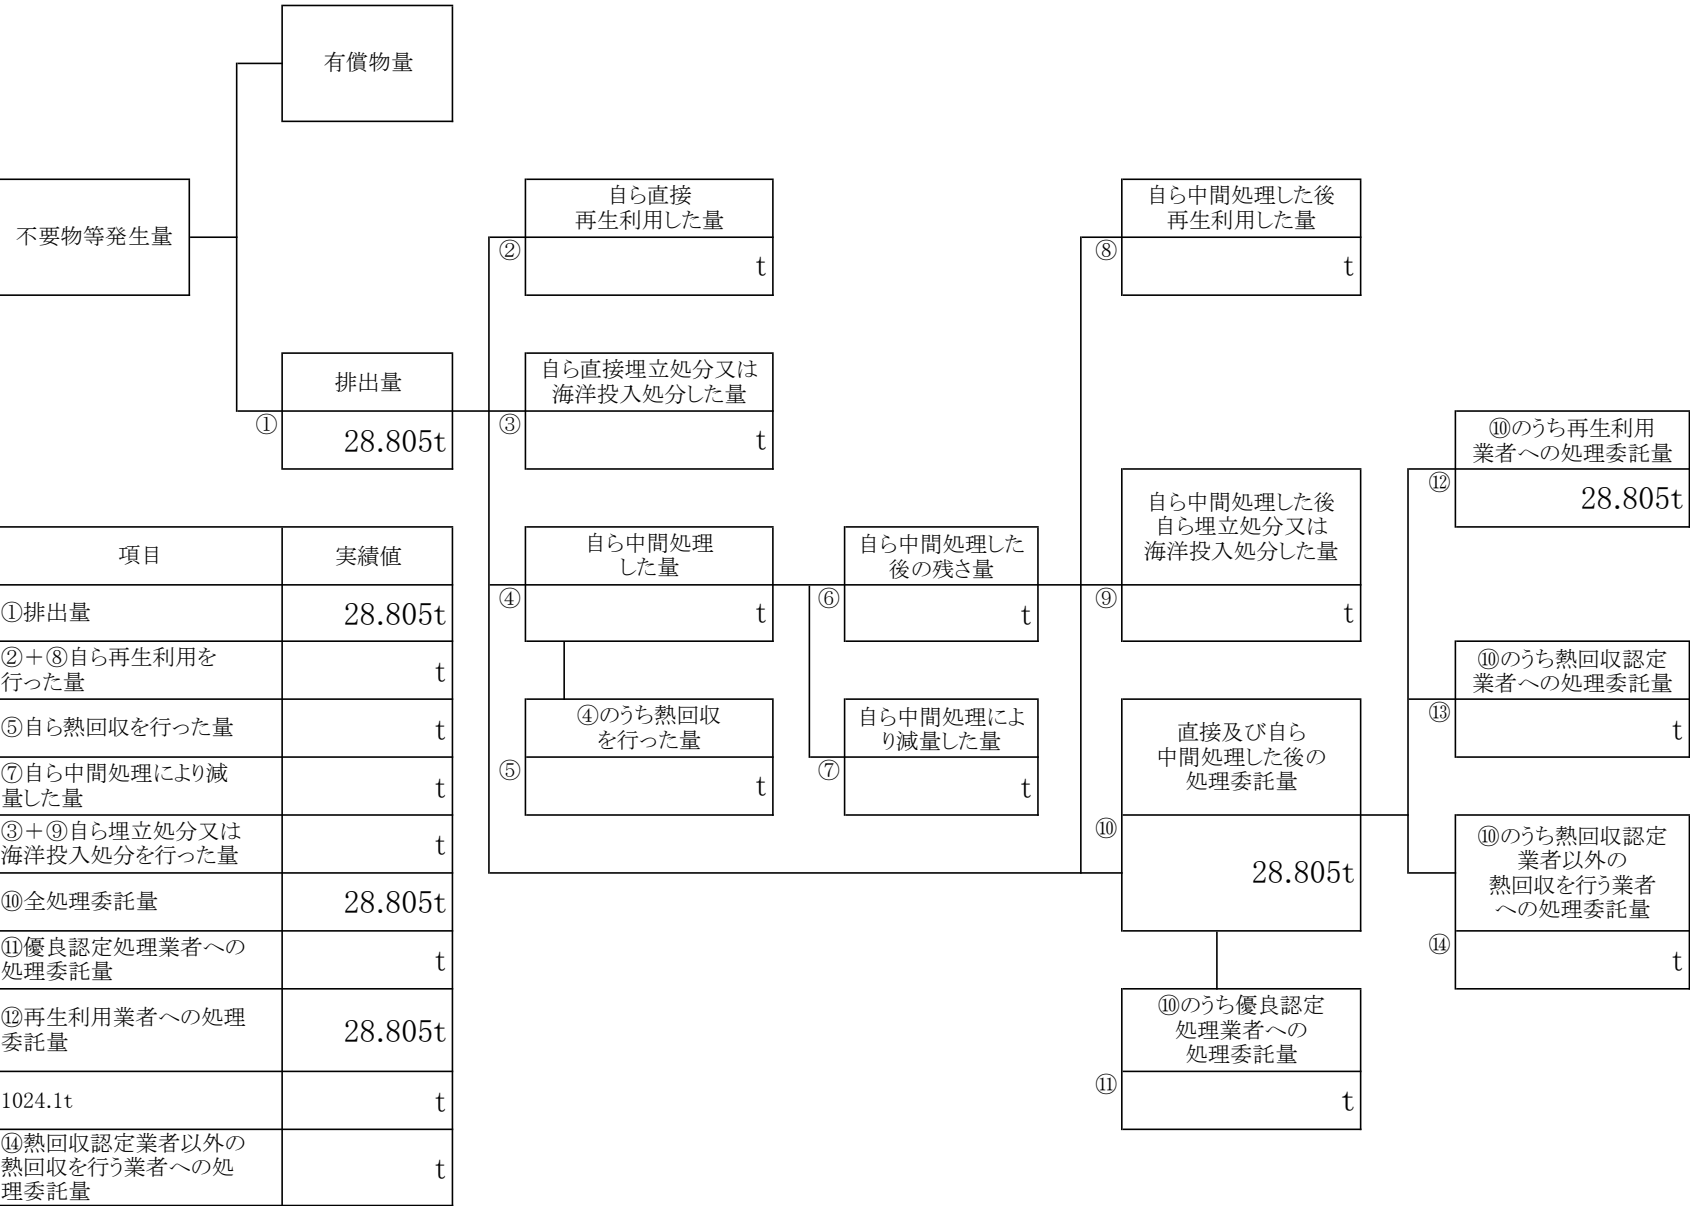 有償物量
不要物等発生量
自ら直接
再生利用した量
②
t
自ら中間処理した後
再生利用した量
⑧
t
排出量
①
28.805t
自ら直接埋立処分又は
海洋投入処分した量
③
t
⑩のうち再生利用
業者への処理委託量
⑫
28.805t
自ら中間処理した後
自ら埋立処分又は
海洋投入処分した量
⑨
t
自ら中間処理
した量
④
t
自ら中間処理した
後の残さ量
⑥
t
⑩のうち熱回収認定
業者への処理委託量
⑬
t
④のうち熱回収
を行った量
⑤
t
自ら中間処理によ
り減量した量
⑦
t
直接及び自ら
中間処理した後の
処理委託量
⑩
28.805t
⑩のうち熱回収認定
業者以外の
熱回収を行う業者
への処理委託量
⑭
t
⑩のうち優良認定
処理業者への
処理委託量
⑪
t
項目 実績値
①排出量 28.805t
②＋⑧自ら再生利用を
行った量 t
⑤自ら熱回収を行った量 t
⑦自ら中間処理により減
量した量 t
③＋⑨自ら埋立処分又は
海洋投入処分を行った量 t
⑩全処理委託量 28.805t
⑪優良認定処理業者への
処理委託量 t
⑫再生利用業者への処理
委託量 28.805t
1024.1t t
⑭熱回収認定業者以外の
熱回収を行う業者への処
理委託量 t